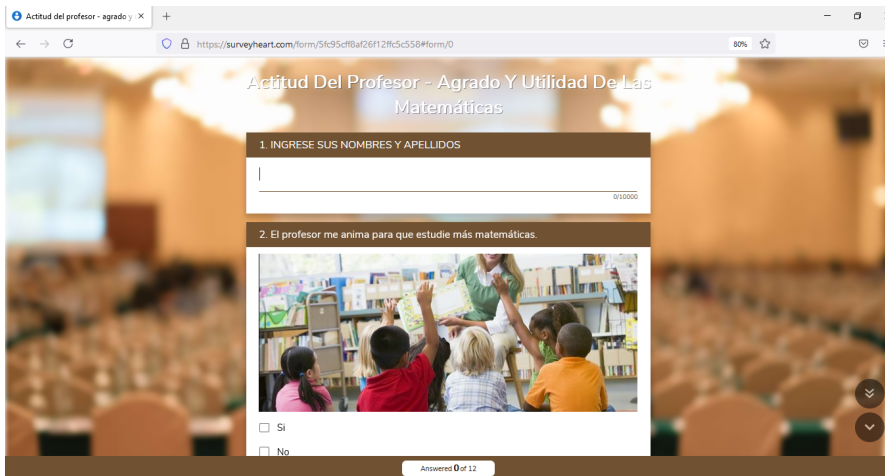 Actitud del profesor - agrado y
https://surveyheart.com/form/5fc95cff8af26f12ffc5c558#form/0
80%
Actitud Del Profesor - Agrado Y Utilidad De Las
Matemáticas
1. INGRESE SUS NOMBRES Y APELLIDOS
0/10000
2. El profesor me anima para que estudie más matemáticas.
Si
No
Answered 0 of 12